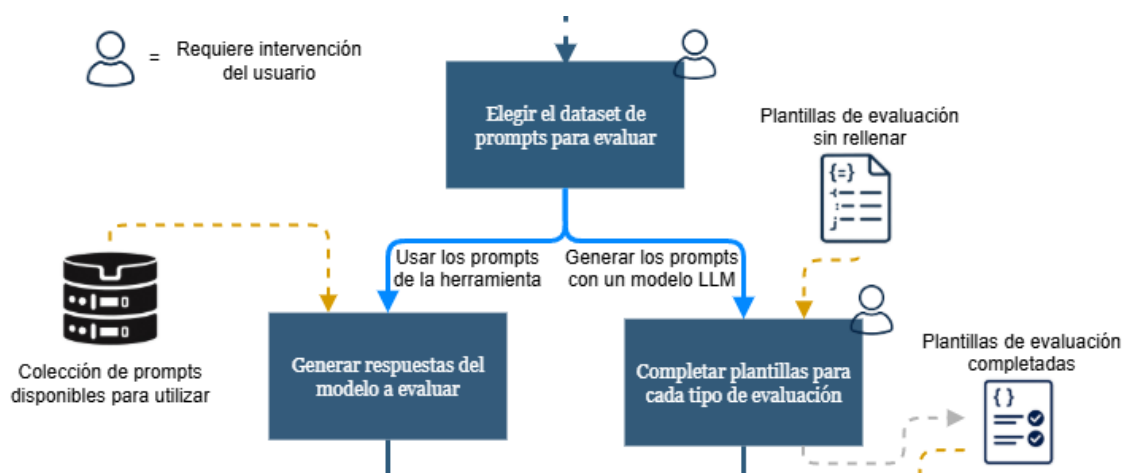 = Requiere intervención
del usuario
Elegir el dataset de
prompts para evaluar
Plantillas de evaluación
sin rellenar
{=}
Usar los prompts
de la herramienta
Generar los prompts
con un modelo LLM
Colección de prompts
disponibles para utilizar
Generar respuestas del
modelo a evaluar
Completar plantillas para
cada tipo de evaluación
Plantillas de evaluación
completadas
{ }